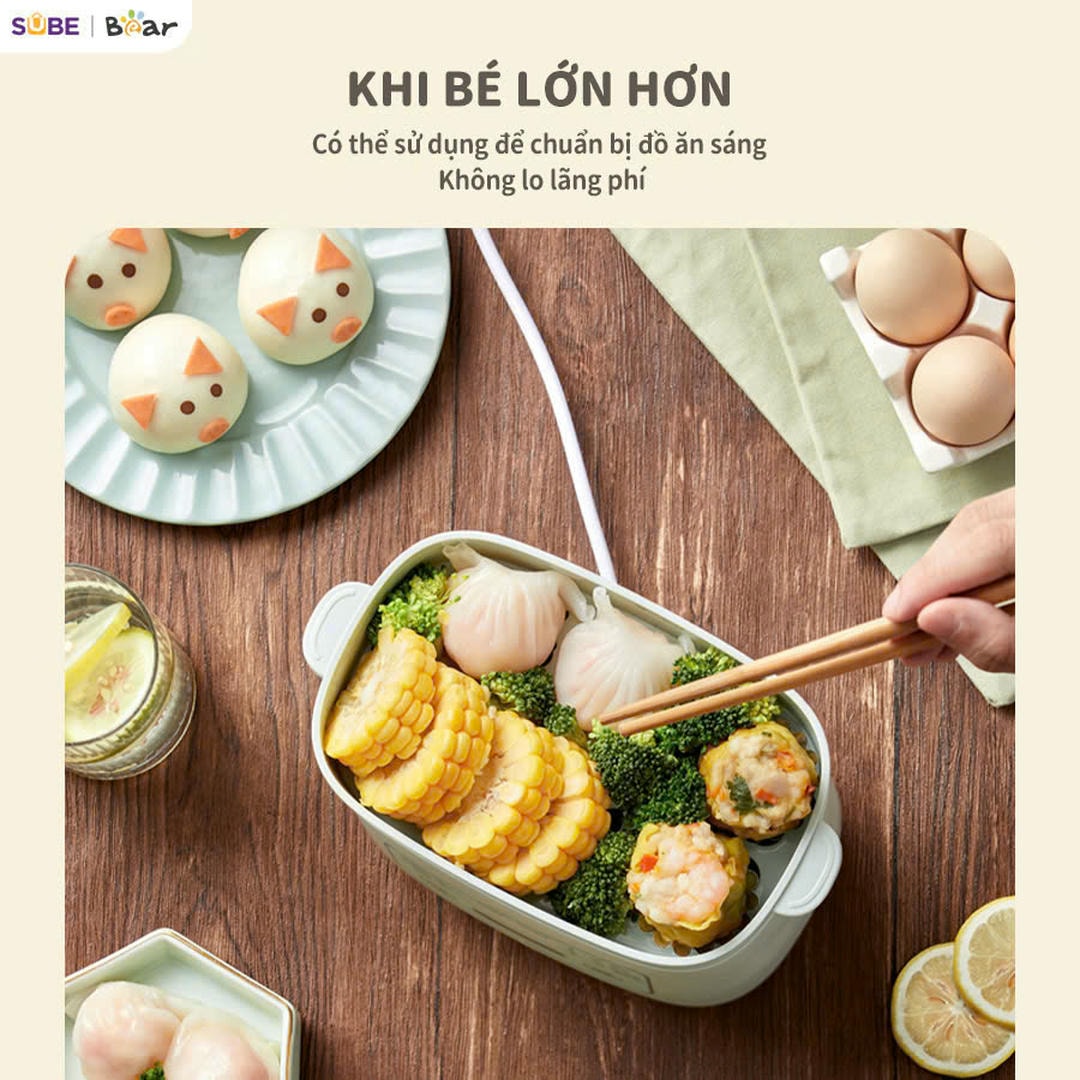 SUBE | Bear
KHI BÉ LỚN HƠN
Có thể sử dụng để chuẩn bị đồ ăn sáng
Không lo lãng phí